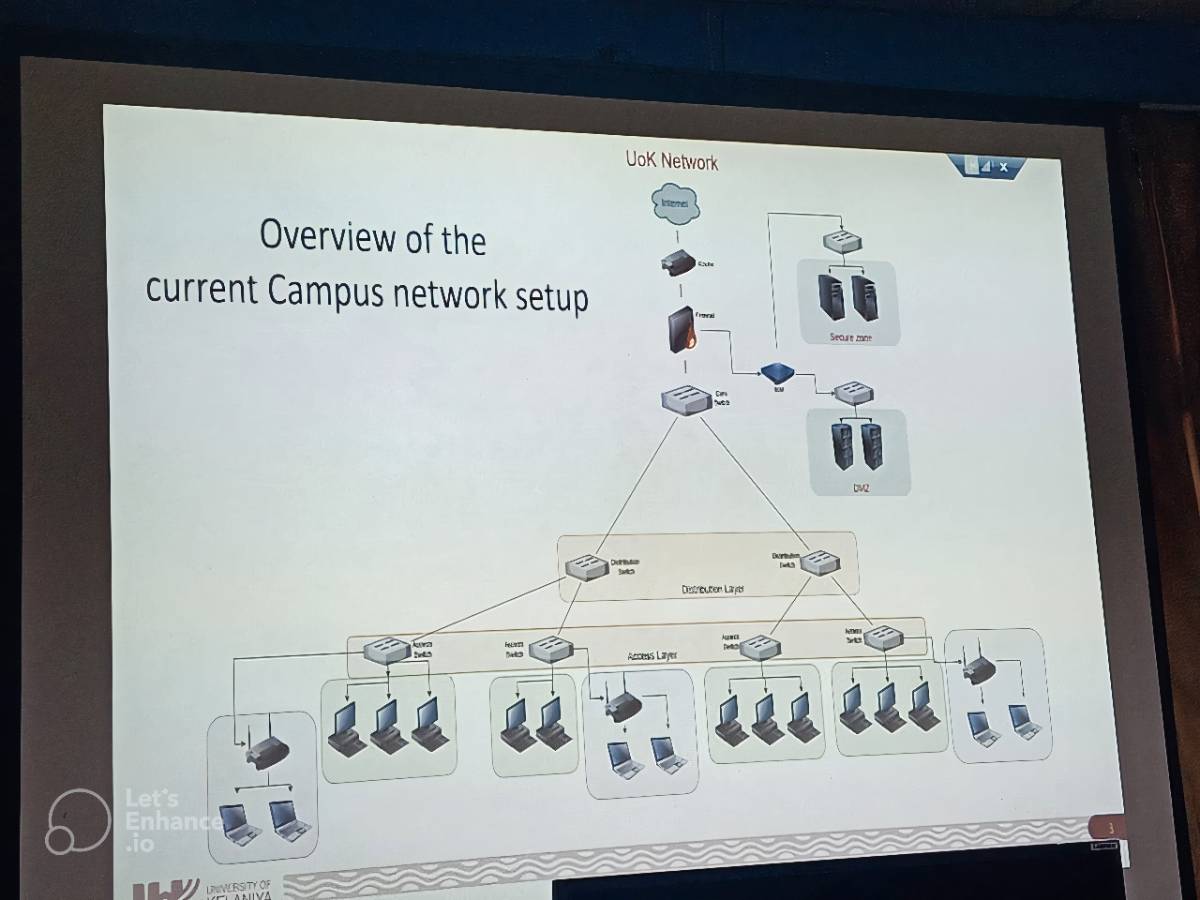 UoK Network
Overview of the
current Campus network setup
Internet
Router
Firewall
Core
Switch
Secure zone
DMZ
Distribution
Switch
Distribution
Switch
Distribution Layer
Access
Switch
Access
Switch
Access Layer
Access
Switch
Access
Switch
Let's
Enhance
.io
3
UNIVERSITY OF
KELANIYA